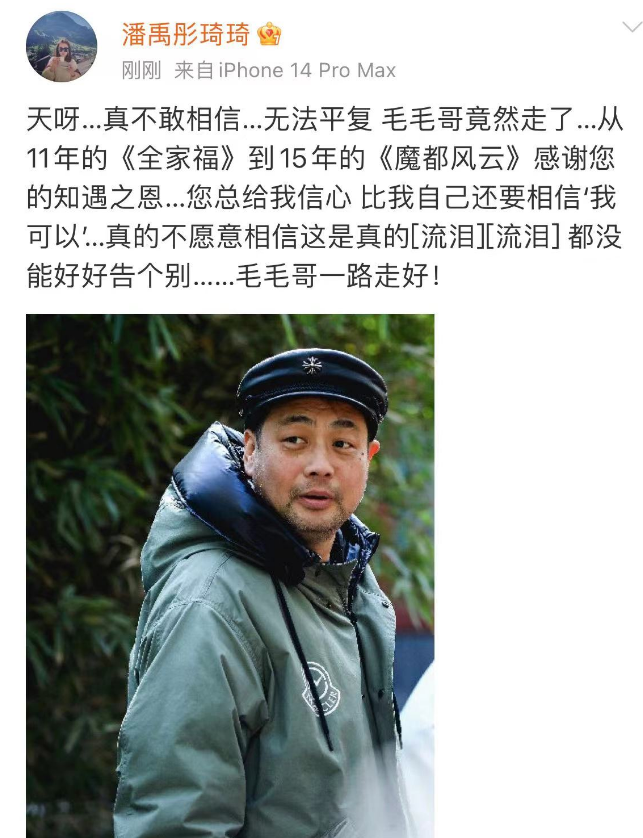 潘禹彤琦琦
刚刚 来自iPhone 14 Pro Max
天呀...真不敢相信...无法平复 毛毛哥竟然走了...从
11年的《全家福》到15年的《魔都风云》感谢您
的知遇之恩...您总给我信心 比我自己还要相信‘我
可以’...真的不愿意相信这是真的[流泪][流泪] 都没
能好好告个别……毛毛哥一路走好！